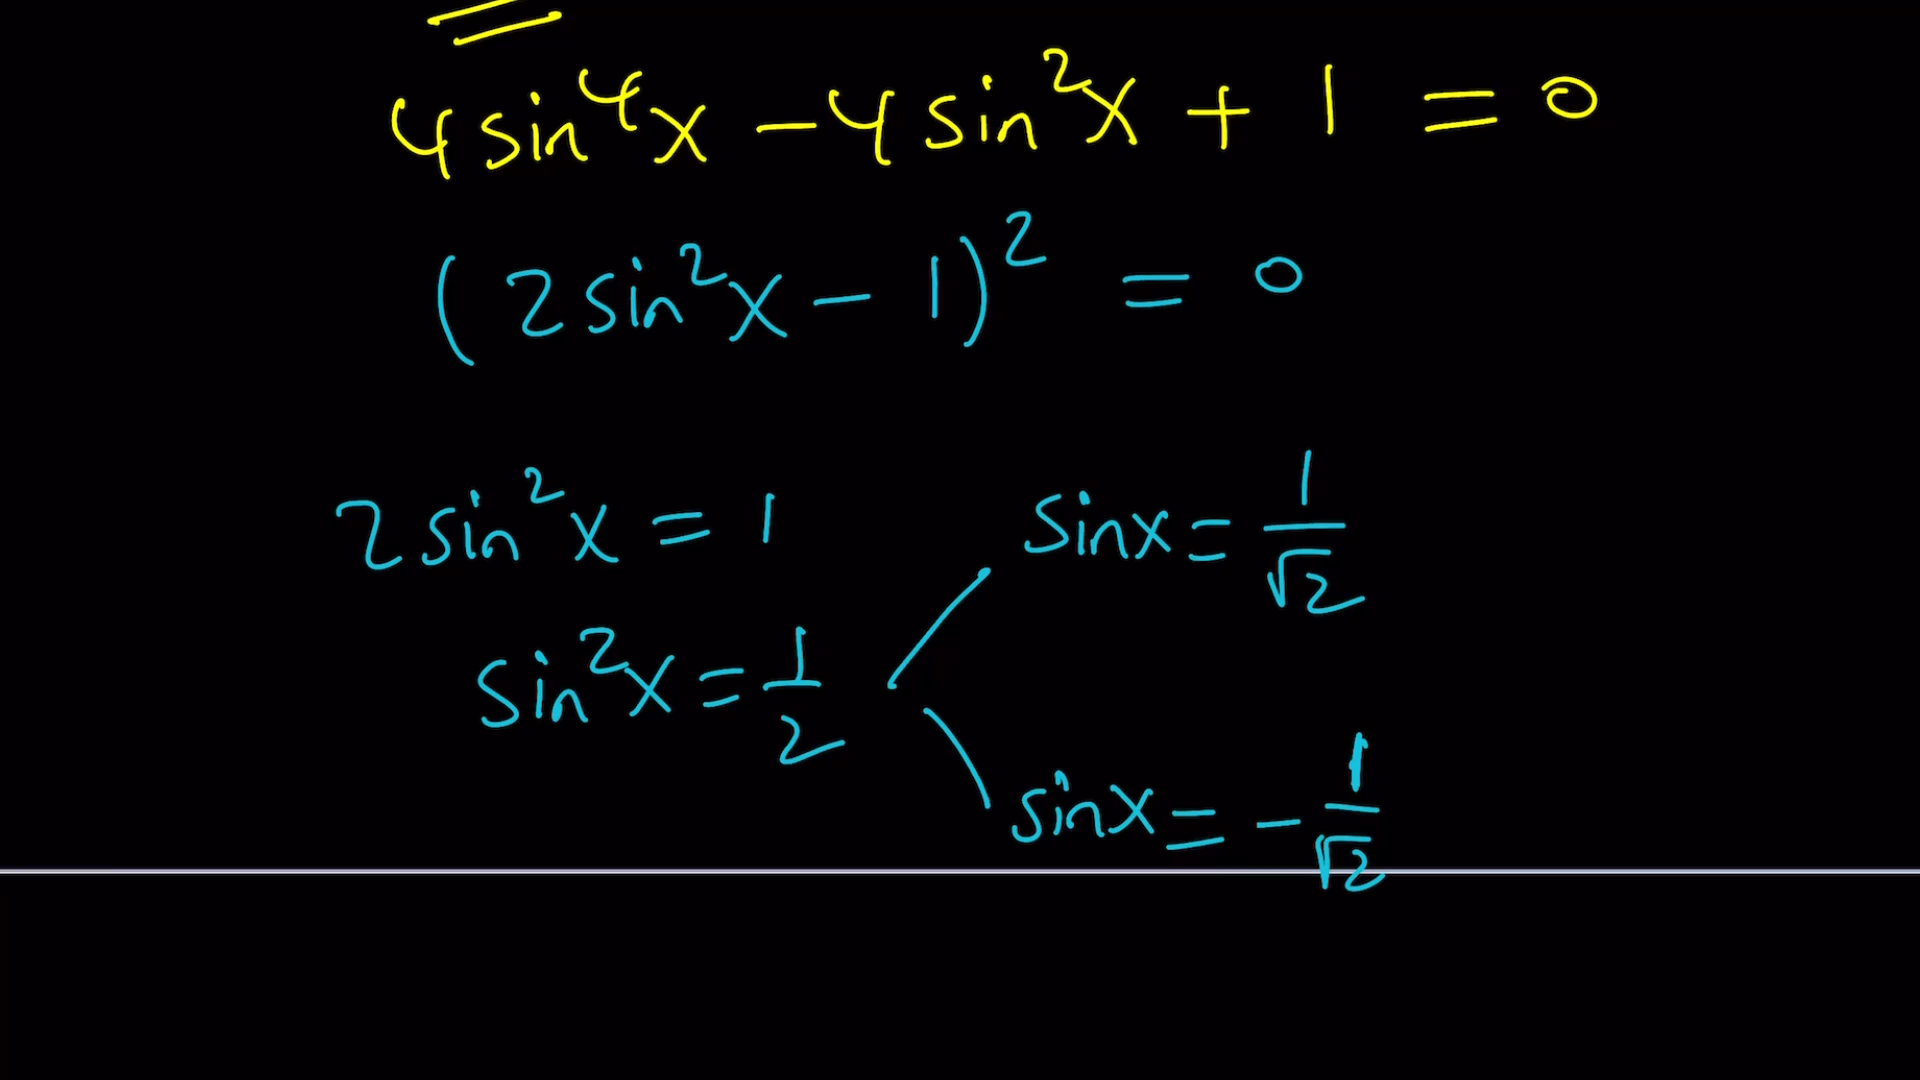 4sin⁴x - 4sin²x + 1 = 0
(2sin²x - 1)² = 0
2sin²x = 1
sinx = 1/√2
sin²x = 1/2
sinx = - 1/√2